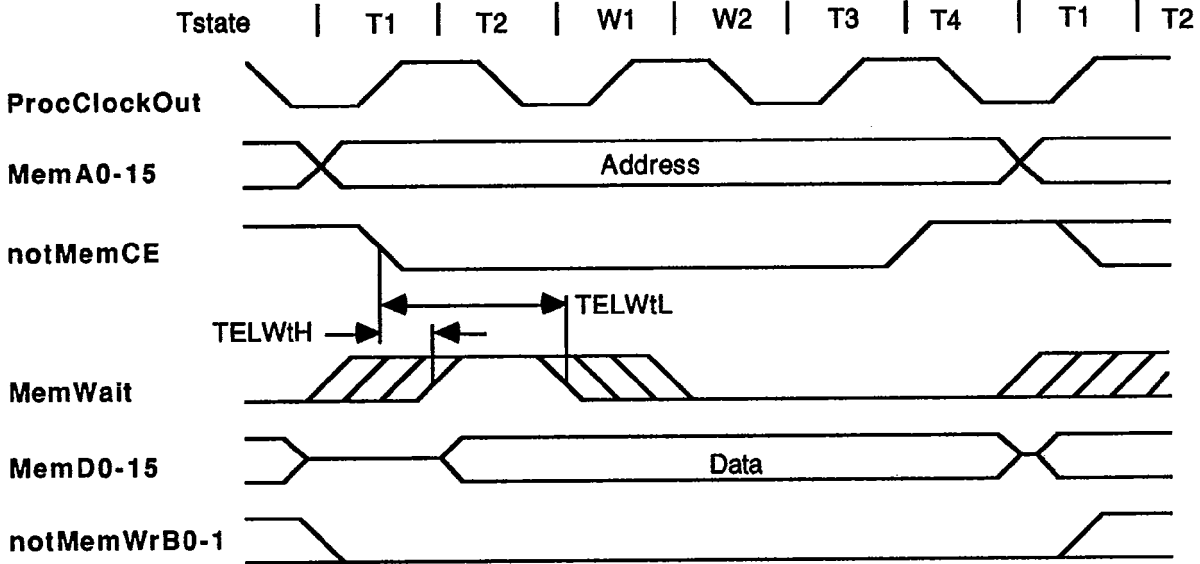 Tstate | T1 | T2 | W1 | W2 | T3 | T4 | T1 | T2
ProcClockOut
MemA0-15
Address
notMemCE
TELWtL
TELWtH
MemWait
MemD0-15
Data
notMemWrB0-1